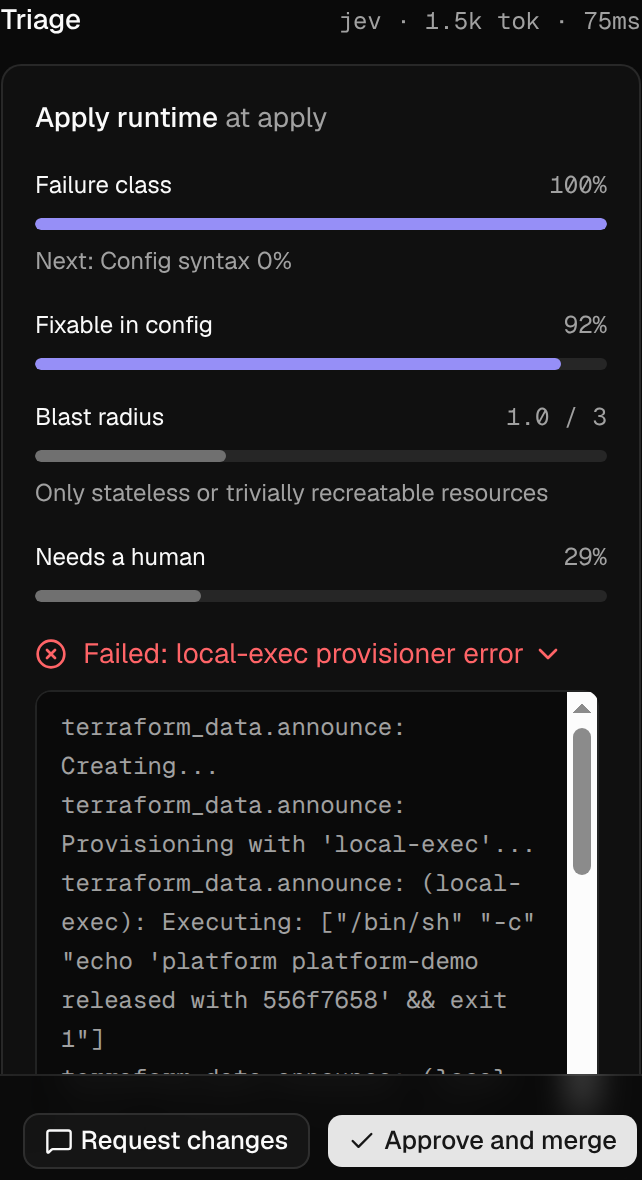 Triage
jev · 1.5k tok · 75ms
Apply runtime at apply
Failure class 100%
Next: Config syntax 0%
Fixable in config 92%
Blast radius 1.0 / 3
Only stateless or trivially recreatable resources
Needs a human 29%
Failed: local-exec provisioner error
terraform_data.announce:
Creating...
terraform_data.announce:
Provisioning with 'local-exec'...
terraform_data.announce: (local-
exec): Executing: ["/bin/sh" "-c"
"echo 'platform platform-demo
released with 556f7658' && exit
1"]
terraform_data.announce: (local-
Request changes
Approve and merge